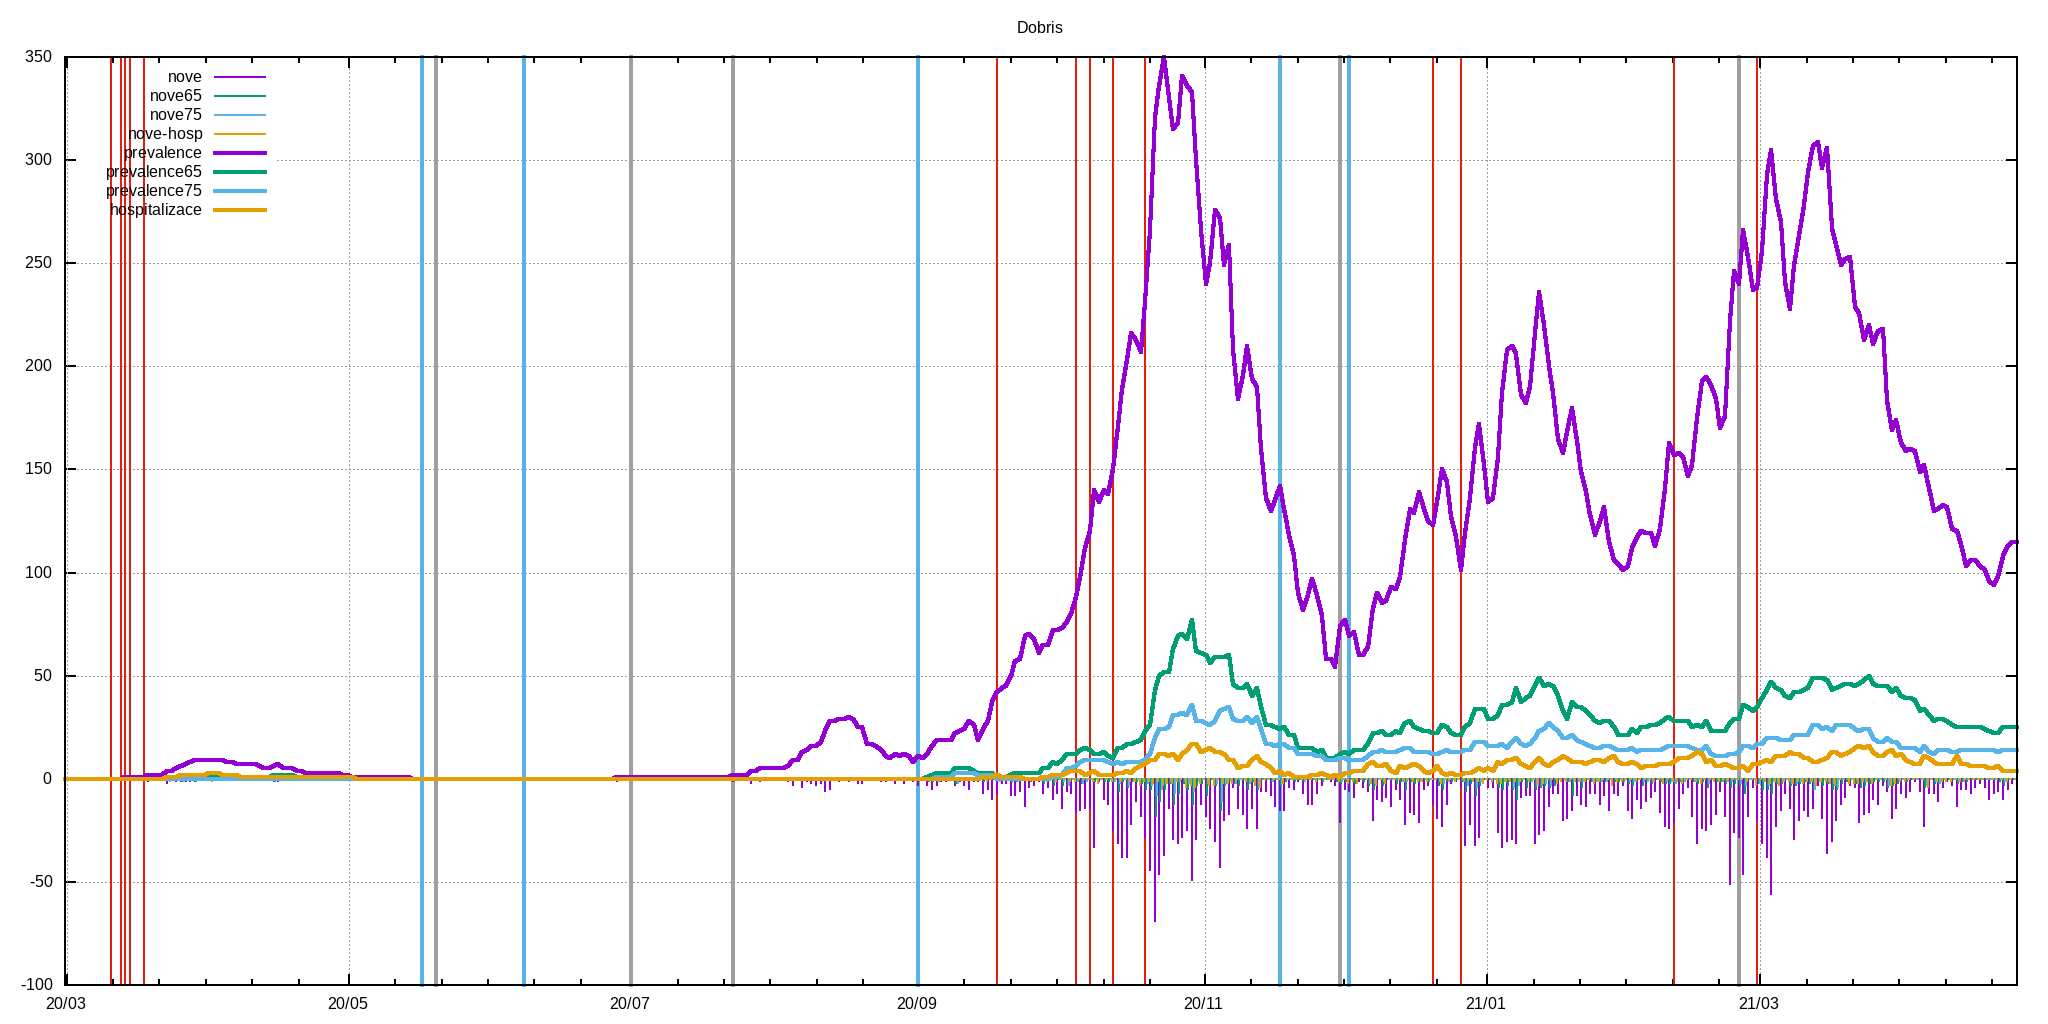 Dobris
350
300
250
200
150
100
50
0
-50
-100
nove
nove65
nove75
nove-hosp
prevalence
prevalence65
prevalence75
hospitalizace
20/03 20/05 20/07 20/09 20/11 21/01 21/03